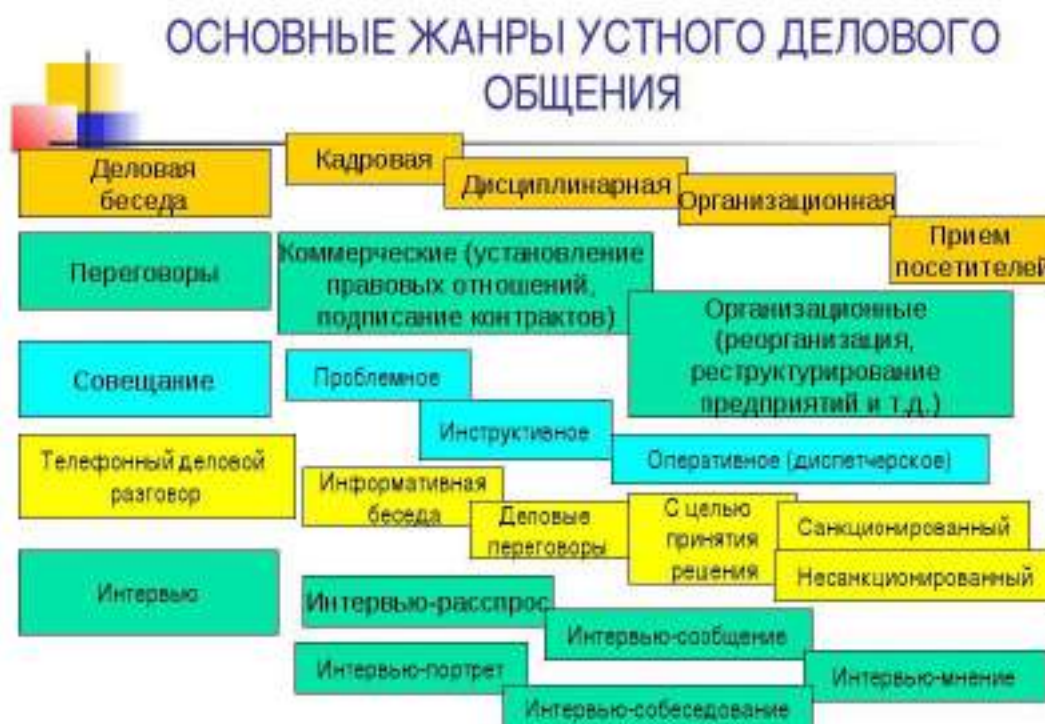 ОСНОВНЫЕ ЖАНРЫ УСТНОГО ДЕЛОВОГО
ОБЩЕНИЯ
Деловая
беседа
Кадровая
Дисциплинарная
Организационная
Прием
посетителей
Переговоры
Коммерческие (установление
правовых отношений,
подписание контрактов)
Организационные
(реорганизация,
реструктурирование
предприятий и т.д.)
Совещание
Проблемное
Инструктивное
Оперативное (диспетчерское)
Телефонный деловой
разговор
Информативная
беседа
Деловые
переговоры
С целью
принятия
решения
Санкционированный
Несанкционированный
Интервью
Интервью-расспрос
Интервью-сообщение
Интервью-портрет
Интервью-мнение
Интервью-собеседование